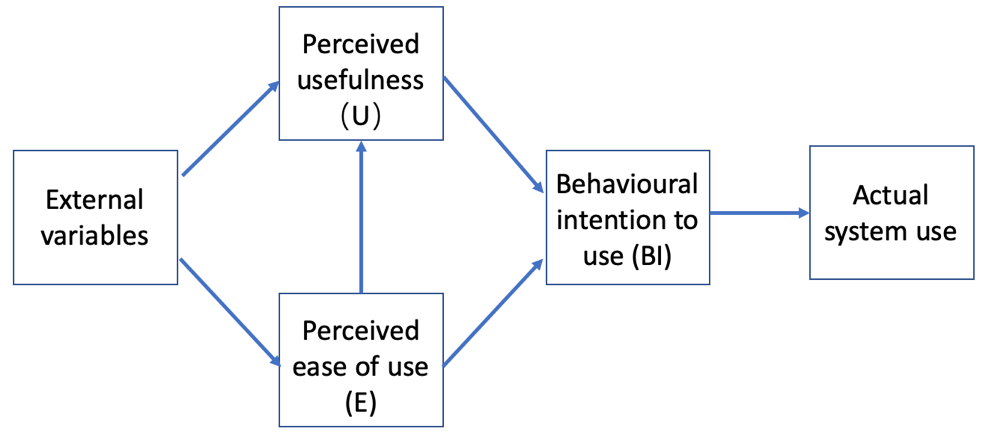 Perceived
usefulness
（U）
External
variables
Behavioural
intention to
use (BI)
Actual
system use
Perceived
ease of use
(E)